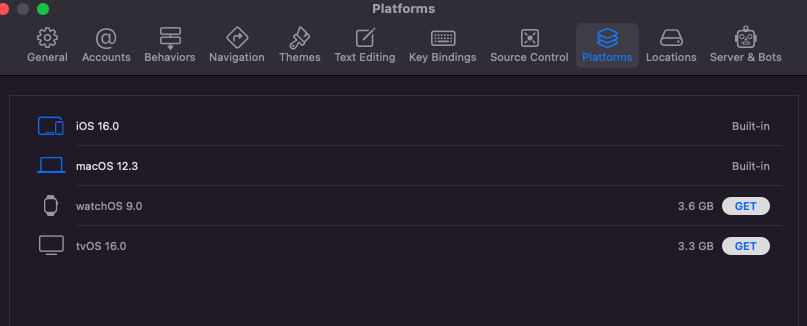 Platforms
General Accounts Behaviors Navigation Themes Text Editing Key Bindings Source Control Platforms Locations Server & Bots
iOS 16.0 Built-in
macOS 12.3 Built-in
watchOS 9.0 3.6 GB GET
tvOS 16.0 3.3 GB GET